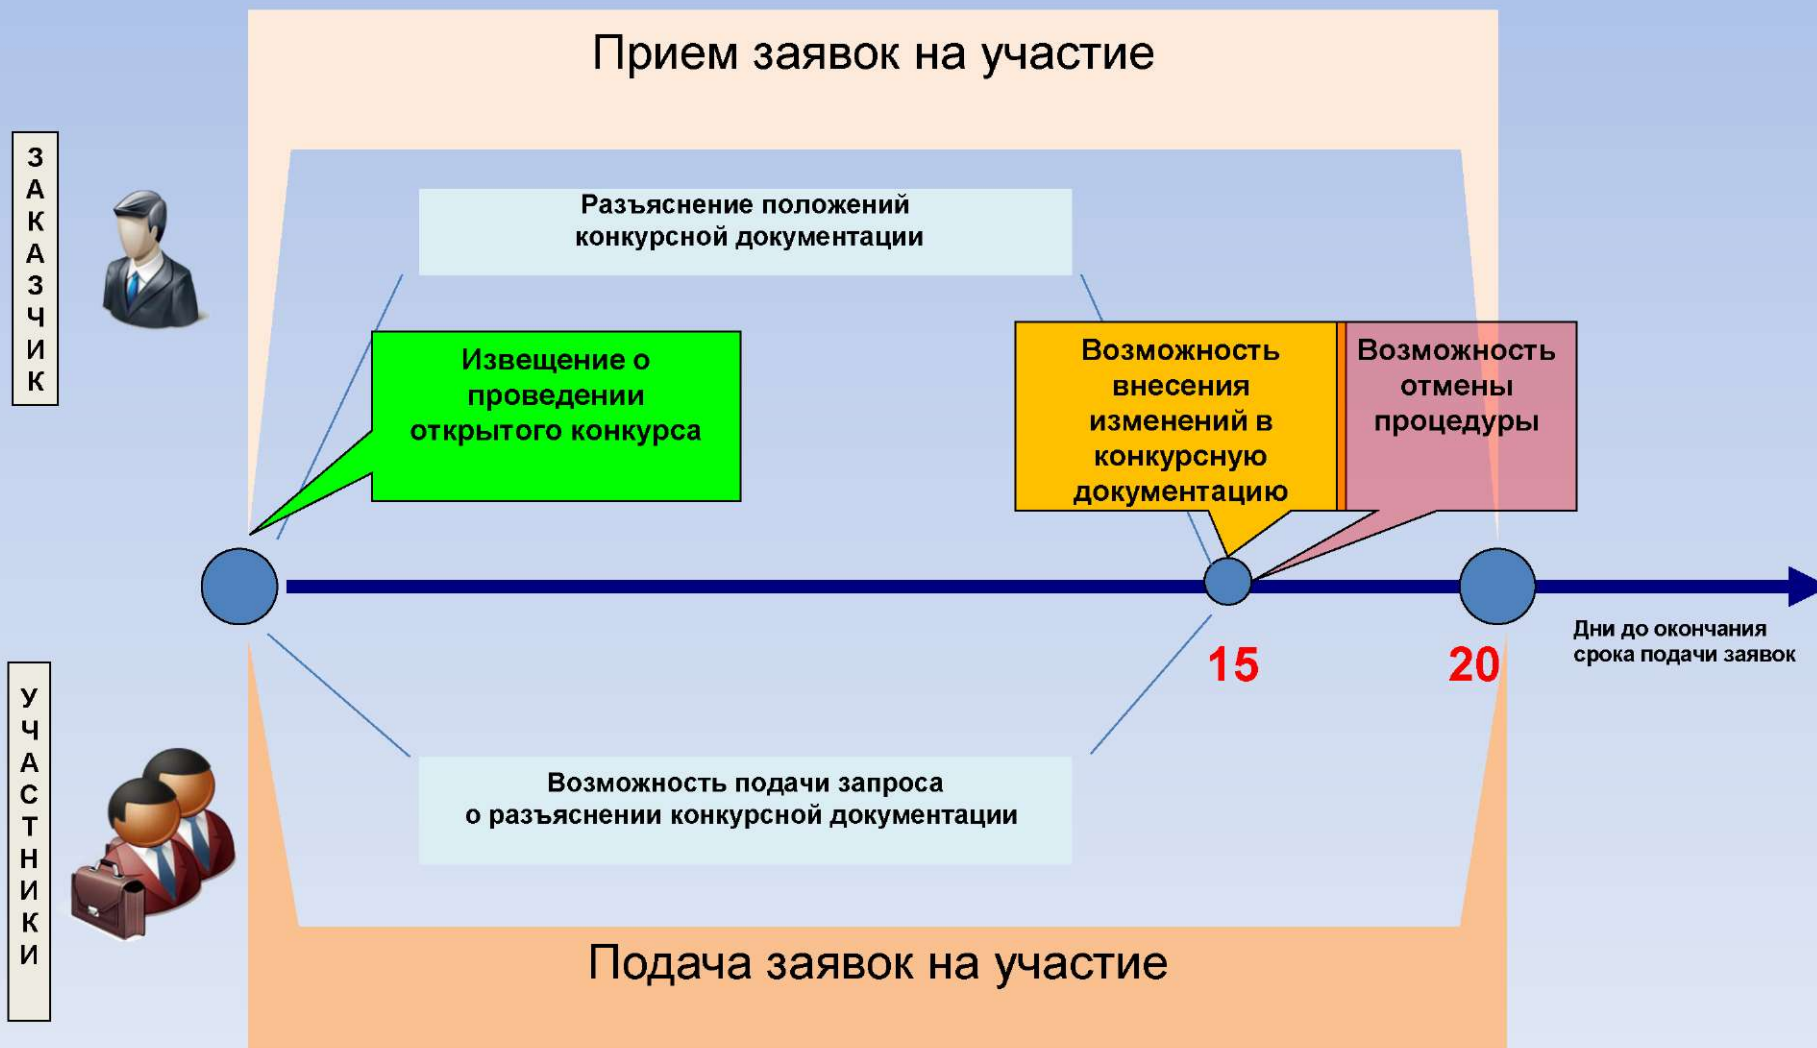 Прием заявок на участие
ЗАКАЗЧИК
Разъяснение положений
конкурсной документации
Извещение о
проведении
открытого конкурса
Возможность
внесения
изменений в
конкурсную
документацию
Возможность
отмены
процедуры
15
20
Дни до окончания
срока подачи заявок
УЧАСТНИКИ
Возможность подачи запроса
о разъяснении конкурсной документации
Подача заявок на участие